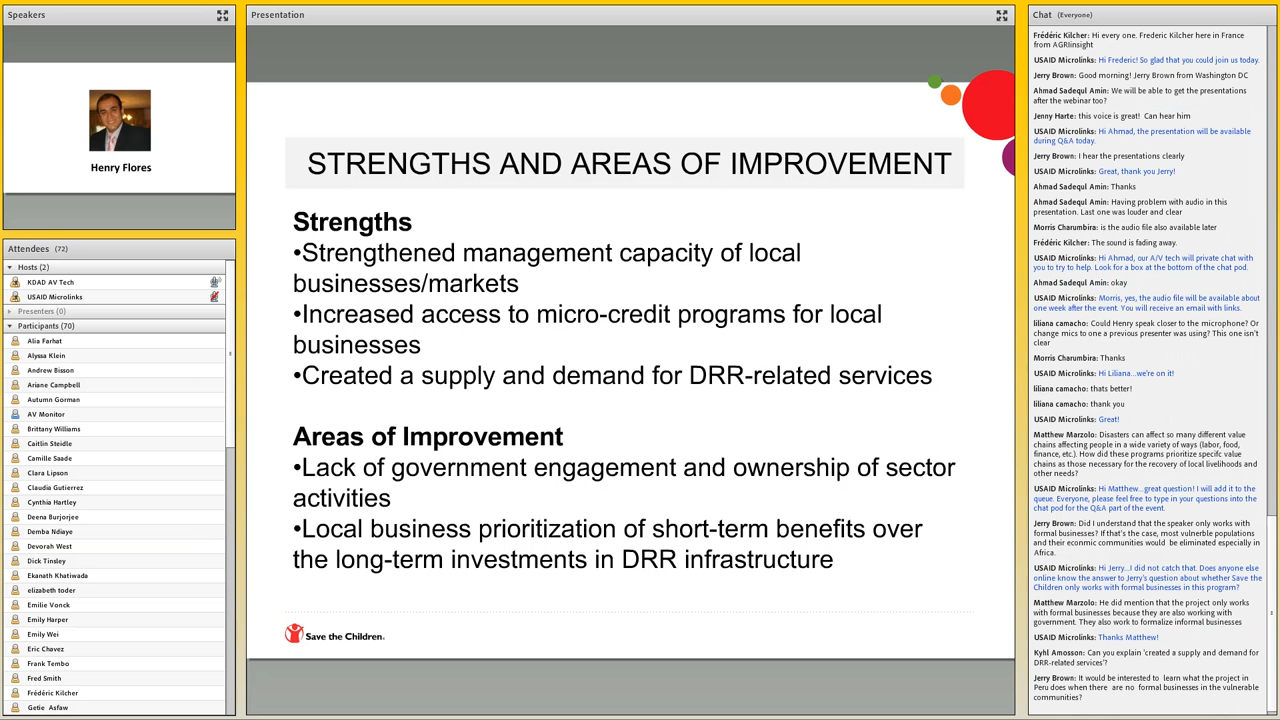 Speakers
Henry Flores
Attendees (72)
Hosts (2)
KDAD AV Tech
USAID Microlinks
Presenters (0)
Participants (70)
Alia Farhat
Alyssa Klein
Andrew Bisson
Ariane Campbell
Autumn Gorman
AV Monitor
Brittany Williams
Caitlin Steidle
Camille Saade
Clara Lipson
Claudia Gutierrez
Cynthia Hartley
Deena Burjorjee
Demba Ndiaye
Devorah West
Dick Tinsley
Ekanath Khatiwada
elizabeth toder
Emilie Vonck
Emily Harper
Emily Wei
Eric Chavez
Frank Tembo
Fred Smith
Frédéric Kilcher
Getie Asfaw
Presentation
STRENGTHS AND AREAS OF IMPROVEMENT
Strengths
•Strengthened management capacity of local
businesses/markets
•Increased access to micro-credit programs for local
businesses
•Created a supply and demand for DRR-related services
Areas of Improvement
•Lack of government engagement and ownership of sector
activities
•Local business prioritization of short-term benefits over
the long-term investments in DRR infrastructure
Save the Children.
Chat (Everyone)
Frédéric Kilcher: Hi every one. Frederic Kilcher here in France
from AGRIinsight
USAID Microlinks: Hi Frederic! So glad that you could join us today.
Jerry Brown: Good morning! Jerry Brown from Washington DC
Ahmad Sadequl Amin: We will be able to get the presentations
after the webinar too?
Jenny Harte: this voice is great! Can hear him
USAID Microlinks: Hi Ahmad, the presentation will be available
during Q&A today.
Jerry Brown: I hear the presentations clearly
USAID Microlinks: Great, thank you Jerry!
Ahmad Sadequl Amin: Thanks
Ahmad Sadequl Amin: Having problem with audio in this
presentation. Last one was louder and clear
Morris Charumbira: is the audio file also available later
Frédéric Kilcher: The sound is fading away.
USAID Microlinks: Hi Ahmad, our A/V tech will private chat with
you to try to help. Look for a box at the bottom of the chat pod.
Ahmad Sadequl Amin: okay
USAID Microlinks: Morris, yes, the audio file will be available about
one week after the event. You will receive an email with links.
liliana camacho: Could Henry speak closer to the microphone? Or
change mics to one a previous presenter was using? This one isn't
clear
Morris Charumbira: Thanks
USAID Microlinks: Hi Liliana...we're on it!
liliana camacho: thats better!
liliana camacho: thank you
USAID Microlinks: Great!
Matthew Marzolo: Disasters can affect so many different value
chains affecting people in a wide variety of ways (labor, food,
finance, etc.). How did these programs prioritize specifc value
chains as those necessary for the recovery of local livelihoods and
other needs?
USAID Microlinks: Hi Matthew...great question! I will add it to the
queue. Everyone, please feel free to type in your questions into the
chat pod for the Q&A part of the event.
Jerry Brown: Did I understand that the speaker only works with
formal businesses? If that's the case, most vulnerble populations
and their econmic communities would be eliminated especially in
Africa.
USAID Microlinks: Hi Jerry...I did not catch that. Does anyone else
online know the answer to Jerry's question about whether Save the
Children only works with formal businesses in this program?
Matthew Marzolo: He did mention that the project only works
with formal businesses because they are also working with
government. They also work to formalize informal businesses
USAID Microlinks: Thanks Matthew!
Kyhl Amosson: Can you explain 'created a supply and demand for
DRR-related services'?
Jerry Brown: It would be interested to learn what the project in
Peru does when there are no formal businesses in the vulnerable
communities?